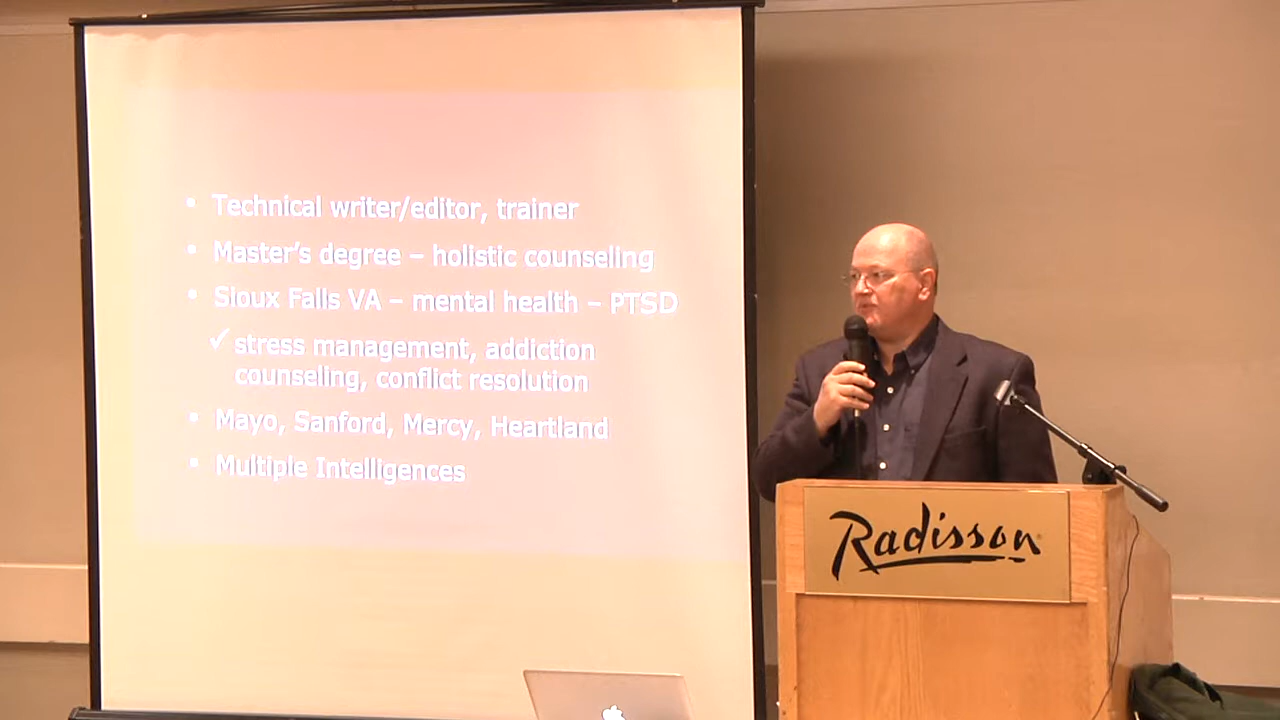 • Technical writer/editor, trainer
• Master's degree – holistic counseling
• Sioux Falls VA – mental health – PTSD
✓ stress management, addiction
counseling, conflict resolution
• Mayo, Sanford, Mercy, Heartland
• Multiple Intelligences
Radisson